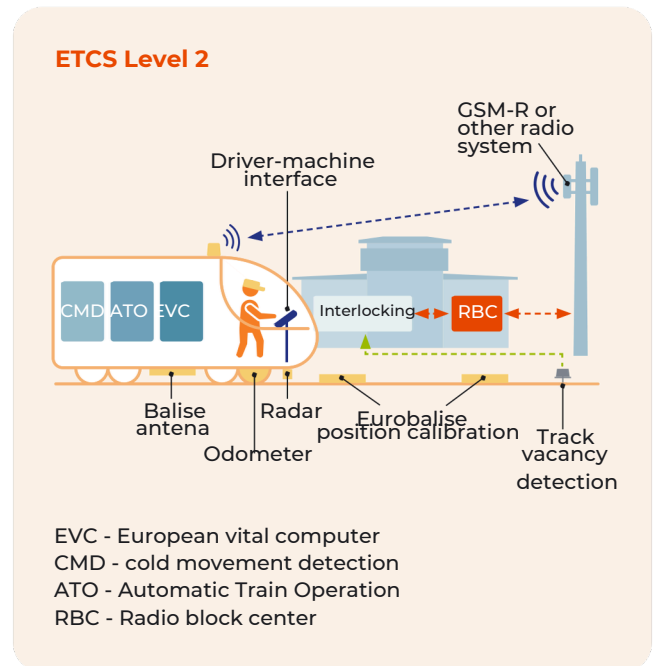 ETCS Level 2
GSM-R or
other radio
system
Driver-machine
interface
CMD
ATO
EVC
Interlocking
RBC
Balise
antena
Radar
Odometer
Eurobalise
position calibration
Track
vacancy
detection
EVC - European vital computer
CMD - cold movement detection
ATO - Automatic Train Operation
RBC - Radio block center